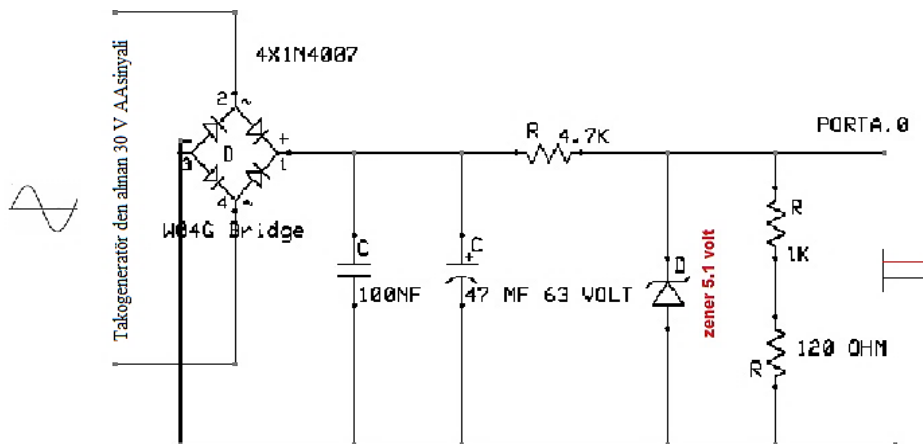 Takogeneratör den alınan 30 V AAsinyali
4X1N4007
2
~
-
+
3
D
1
4
~
W04G Bridge
R
4.7K
PORTA.0
C
100NF
+
C
47 MF 63 VOLT
D
zener 5.1 volt
R
1K
R
120 OHM